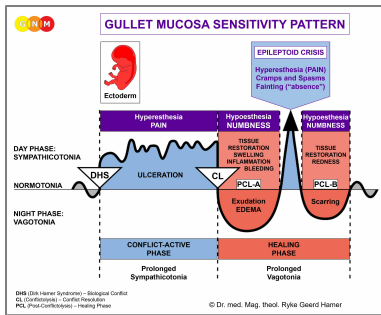 GNM
GULLET MUCOSA SENSITIVITY PATTERN
EPILEPTOID CRISIS
Hyperesthesia (PAIN)
Cramps and Spasms
Fainting ("absence")
Ectoderm
Hyperesthesia
PAIN
Hypoesthesia
NUMBNESS
Hypoesthesia
NUMBNESS
DAY PHASE:
SYMPATHICOTONIA
TISSUE
RESTORATION
SWELLING
INFLAMMATION
BLEEDING
TISSUE
RESTORATION
REDNESS
DHS
ULCERATION
CL
PCL-A
PCL-B
NORMOTONIA
NIGHT PHASE:
VAGOTONIA
Exudation
EDEMA
Scarring
CONFLICT-ACTIVE
PHASE
HEALING
PHASE
Prolonged
Sympathicotonia
Prolonged
Vagotonia
DHS (Dirk Hamer Syndrome) – Biological Conflict
CL (Conflictolysis) – Conflict Resolution
PCL (Post-Conflictolysis) – Healing Phase
© Dr. med. Mag. theol. Ryke Geerd Hamer